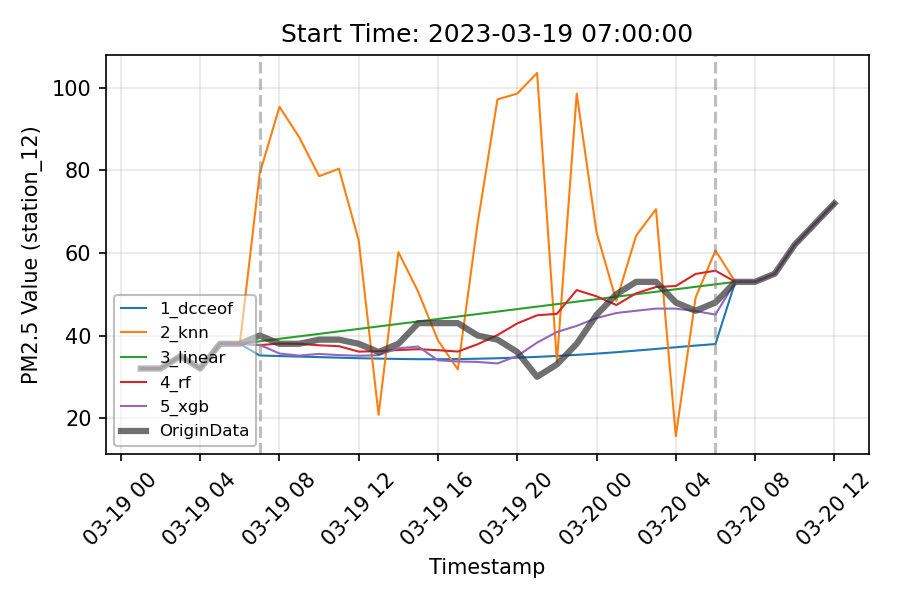 Start Time: 2023-03-19 07:00:00
PM2.5 Value (station_12)
100
80
60
40
20
1_dcceof
2_knn
3_linear
4_rf
5_xgb
OriginData
03-19 00
03-19 04
03-19 08
03-19 12
03-19 16
03-19 20
03-20 00
03-20 04
03-20 08
03-20 12
Timestamp